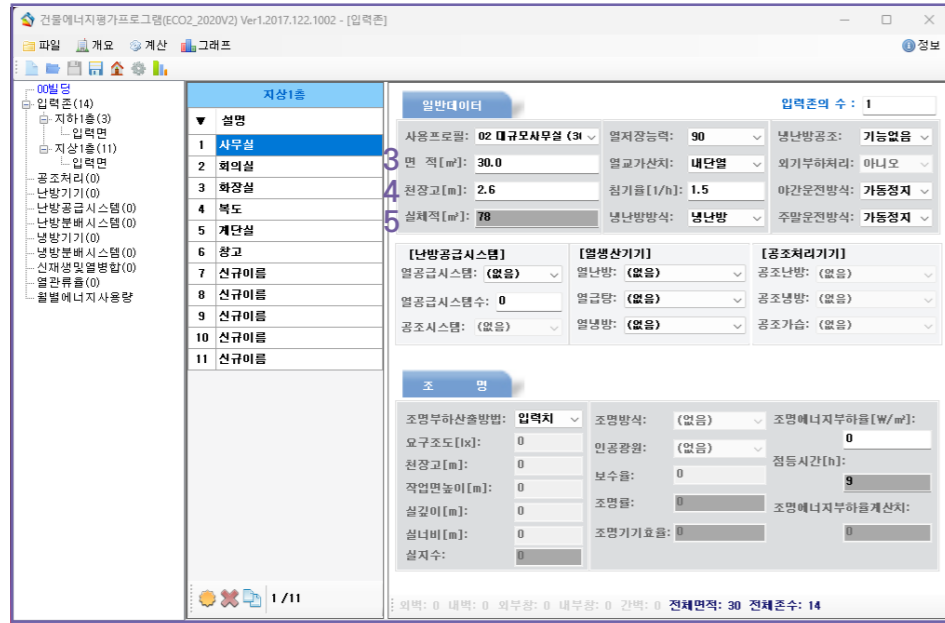 건물에너지평가프로그램(ECO2_2020V2) Ver1.2017.122.1002 - [입력존]
파일 개요 계산 그래프 정보
00빌딩
입력존(14)
지하1층(3)
입력면
지상1층(11)
입력면
공조처리(0)
난방기기(0)
난방공급시스템(0)
난방분배시스템(0)
냉방기기(0)
냉방분배시스템(0)
신재생및열병합(0)
열관류율(0)
월별에너지사용량
지상1층
▼ 설명
1 사무실
2 회의실
3 화장실
4 복도
5 계단실
6 창고
7 신규이름
8 신규이름
9 신규이름
10 신규이름
11 신규이름
1 /11
일반데이터 입력존의 수 : 1
사용프로필: 02 대규모사무실 (30 열저장능력: 90 냉난방공조: 기능없음
3 면 적[㎡]: 30.0 열교가산치: 내단열 외기부하처리: 아니오
4 천장고[m]: 2.6 침기율[1/h]: 1.5 야간운전방식: 가동정지
5 실체적[㎥]: 78 냉난방방식: 냉난방 주말운전방식: 가동정지
[난방공급시스템] [열생산기기] [공조처리기기]
열공급시스템: (없음) 열난방: (없음) 공조난방: (없음)
열공급시스템수: 0 열급탕: (없음) 공조냉방: (없음)
공조시스템: (없음) 열냉방: (없음) 공조가습: (없음)
조 명
조명부하산출방법: 입력치 조명방식: (없음) 조명에너지부하율[W/㎡]:
요구조도[lx]: 0 인공광원: (없음) 0
천장고[m]: 0 보수율: 0 점등시간[h]:
작업면높이[m]: 0 9
실깊이[m]: 0 조명률: 0 조명에너지부하율계산치:
실너비[m]: 0 조명기기효율: 0 0
실지수: 0
외벽: 0 내벽: 0 외부창: 0 내부창: 0 간벽: 0 전체면적: 30 전체존수: 14